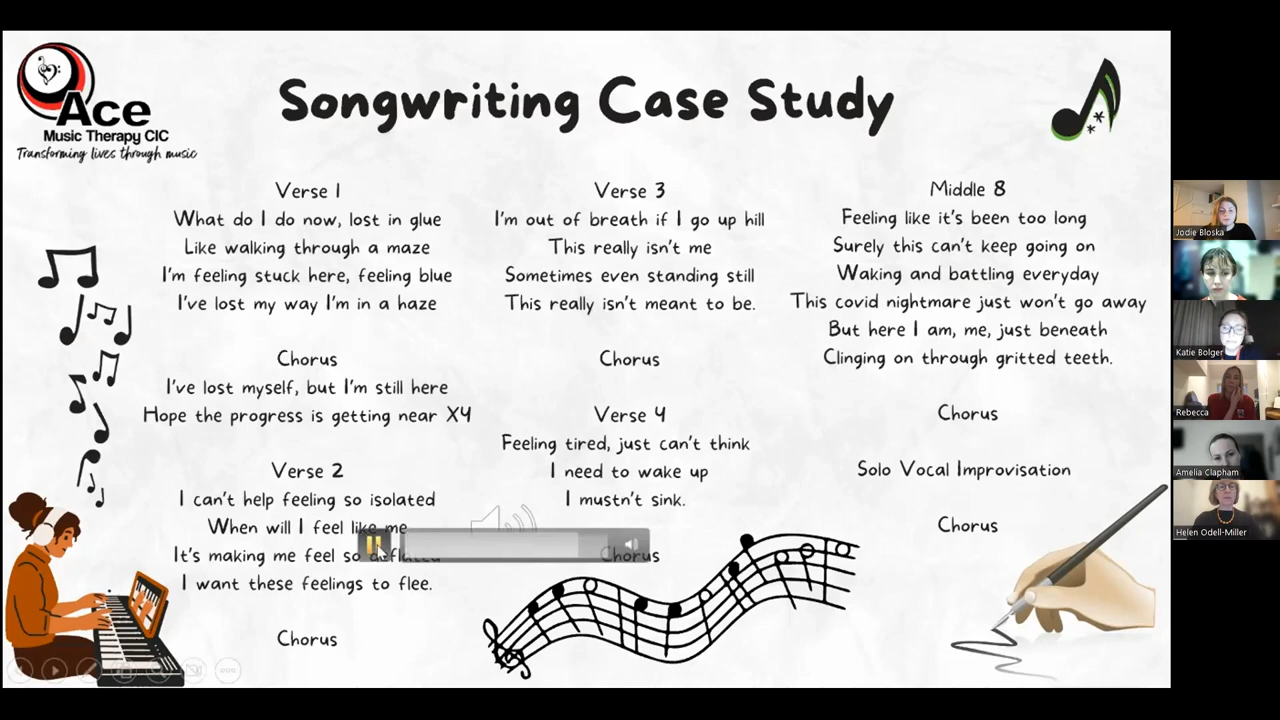 Ace
Music Therapy CIC
Transforming lives through music
Songwriting Case Study
Verse 1
What do I do now, lost in glue
Like walking through a maze
I'm feeling stuck here, feeling blue
I've lost my way I'm in a haze
Chorus
I've lost myself, but I'm still here
Hope the progress is getting near X4
Verse 2
I can't help feeling so isolated
When will I feel like me
It's making me feel so deflated
I want these feelings to flee.
Chorus
Verse 3
I'm out of breath if I go up hill
This really isn't me
Sometimes even standing still
This really isn't meant to be.
Chorus
Verse 4
Feeling tired, just can't think
I need to wake up
I mustn't sink.
Chorus
Middle 8
Feeling like it's been too long
Surely this can't keep going on
Waking and battling everyday
This covid nightmare just won't go away
But here I am, me, just beneath
Clinging on through gritted teeth.
Chorus
Solo Vocal Improvisation
Chorus
Jodie Bloska
Katie Bolger
Rebecca
Amelia Clapham
Helen Odell-Miller